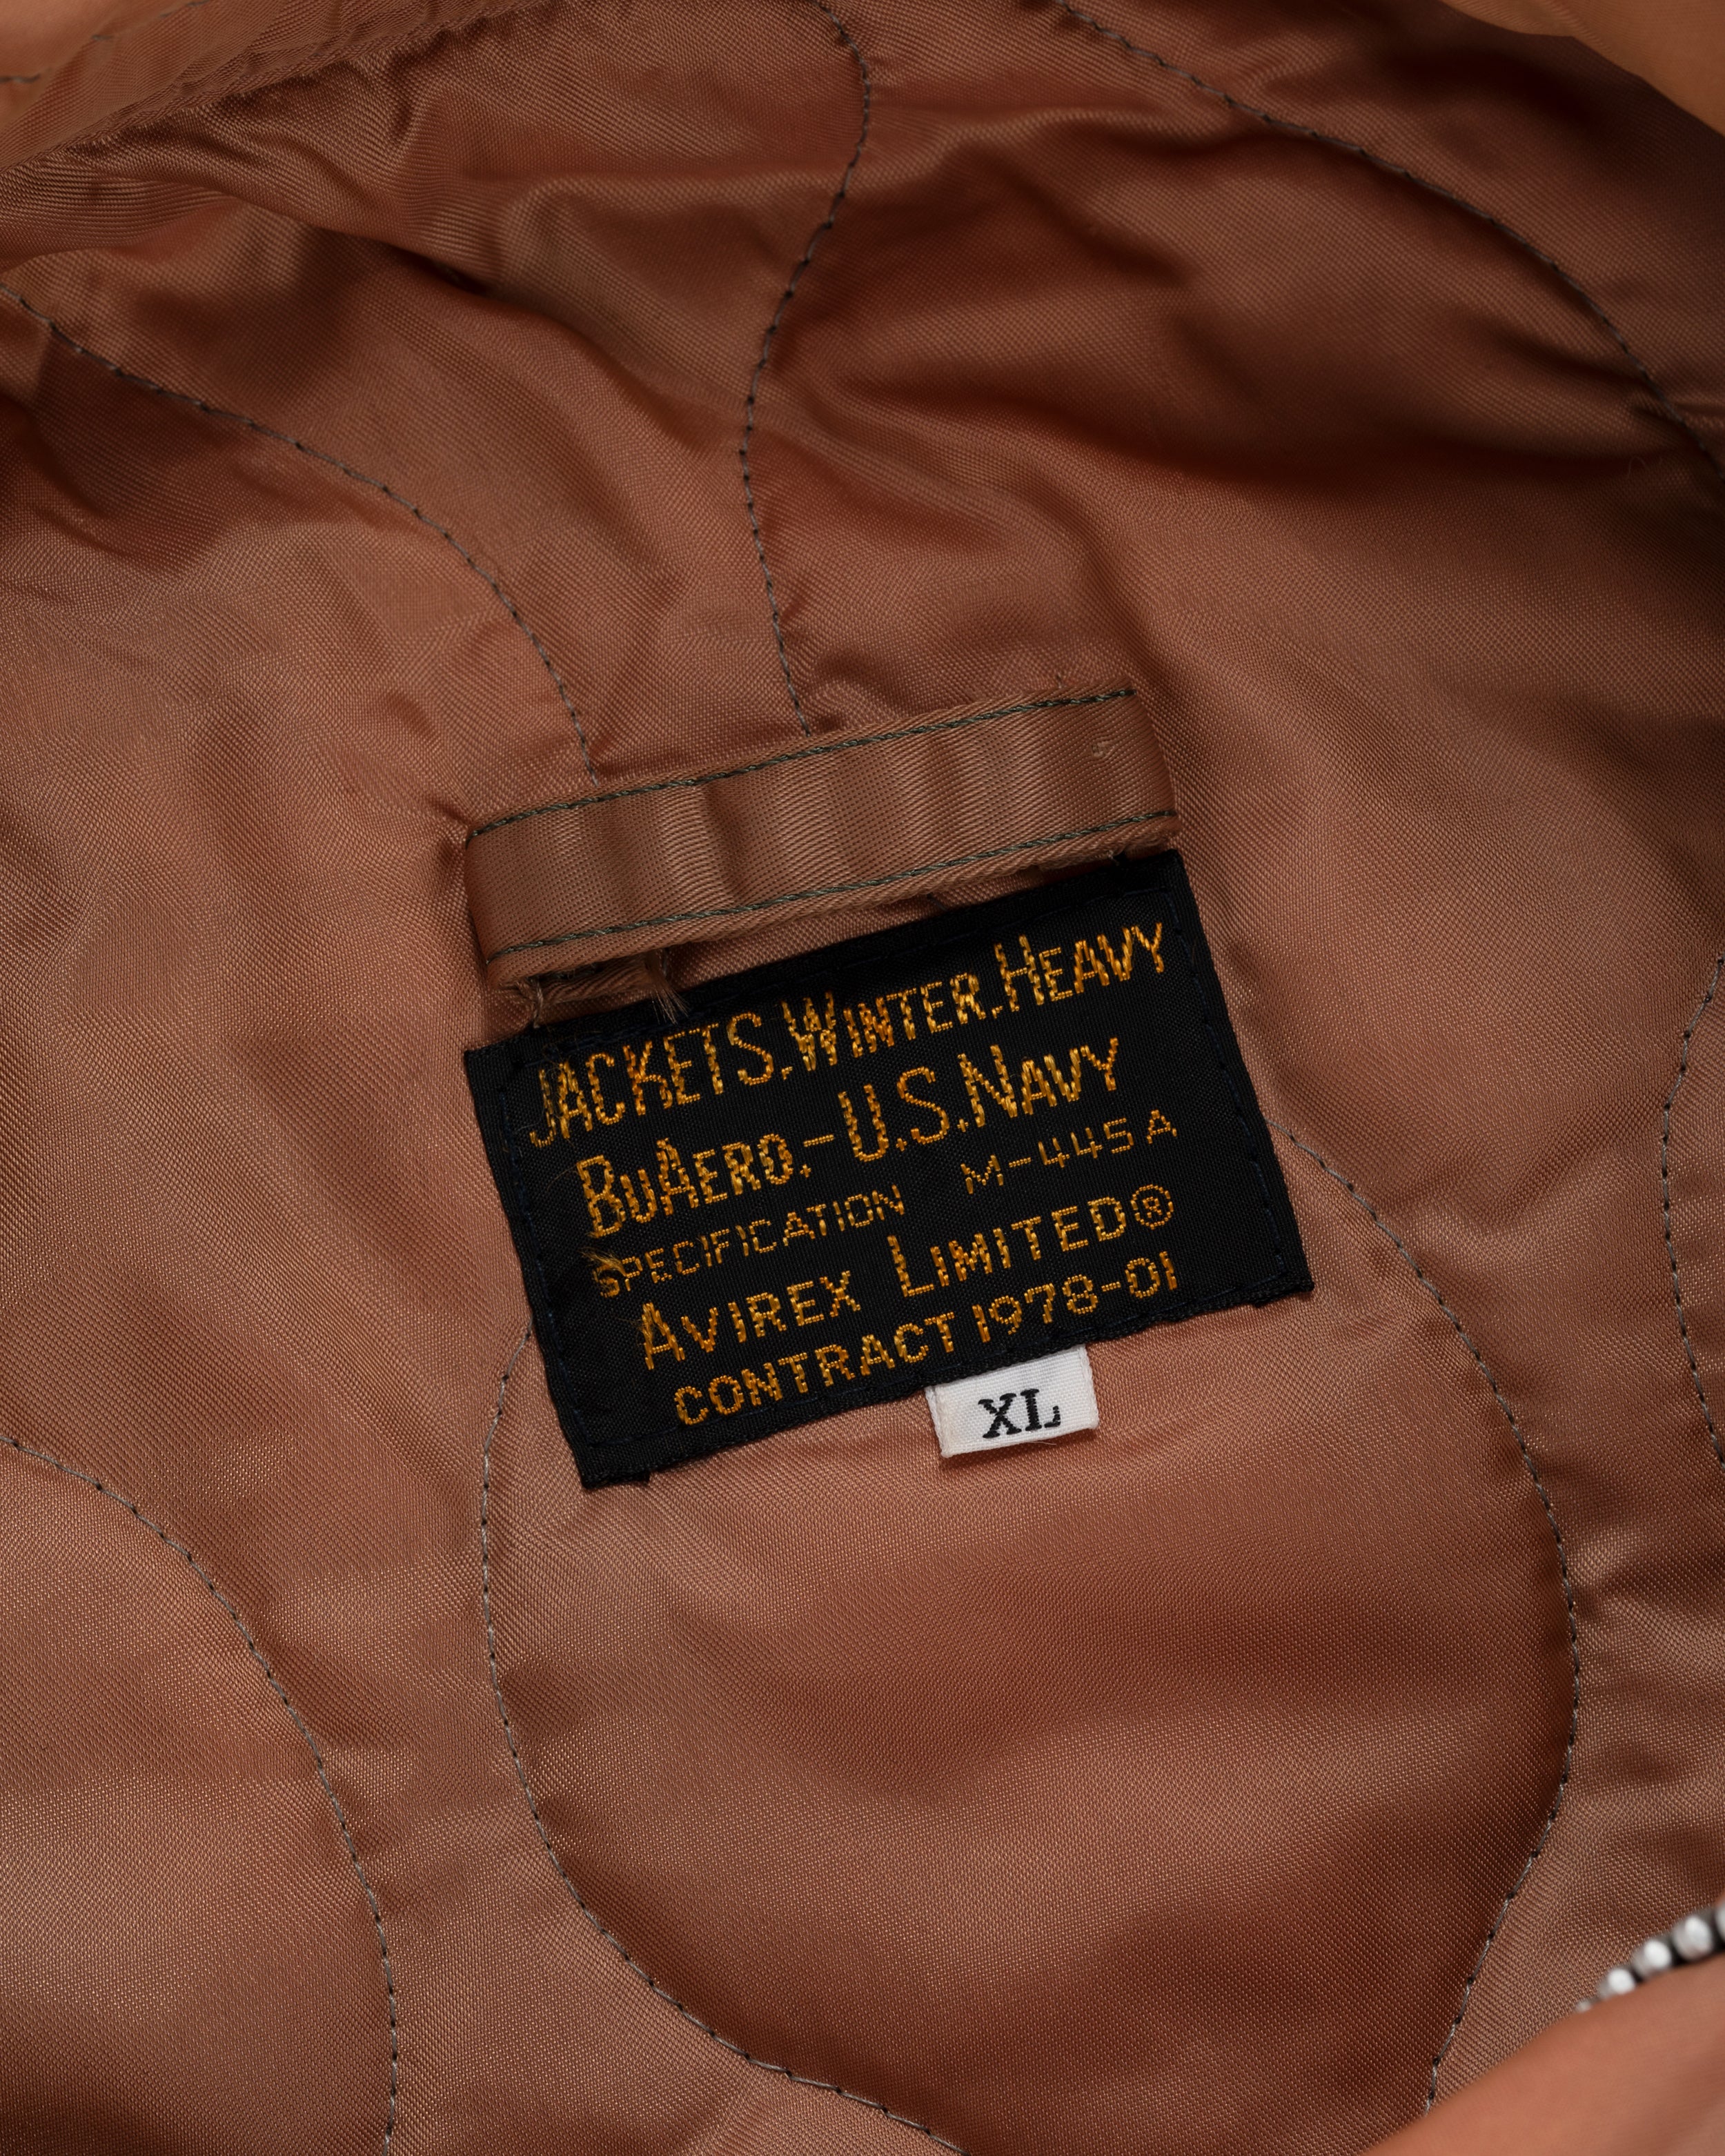 JACKETS.WINTER.HEAVY
BUAERO.-U.S.NAVY
SPECIFICATION M-445A
AVIREX LIMITED®
CONTRACT 1978-01
XL